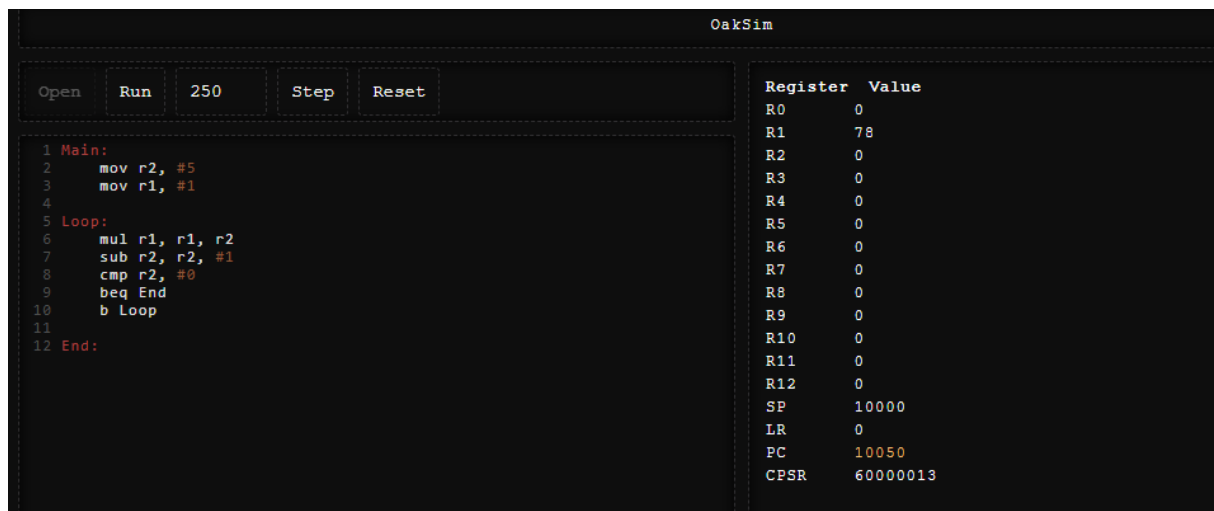 OakSim
Open Run 250 Step Reset
1 Main:
2 mov r2, #5
3 mov r1, #1
4
5 Loop:
6 mul r1, r1, r2
7 sub r2, r2, #1
8 cmp r2, #0
9 beq End
10 b Loop
11
12 End:
Register Value
R0 0
R1 78
R2 0
R3 0
R4 0
R5 0
R6 0
R7 0
R8 0
R9 0
R10 0
R11 0
R12 0
SP 10000
LR 0
PC 10050
CPSR 60000013